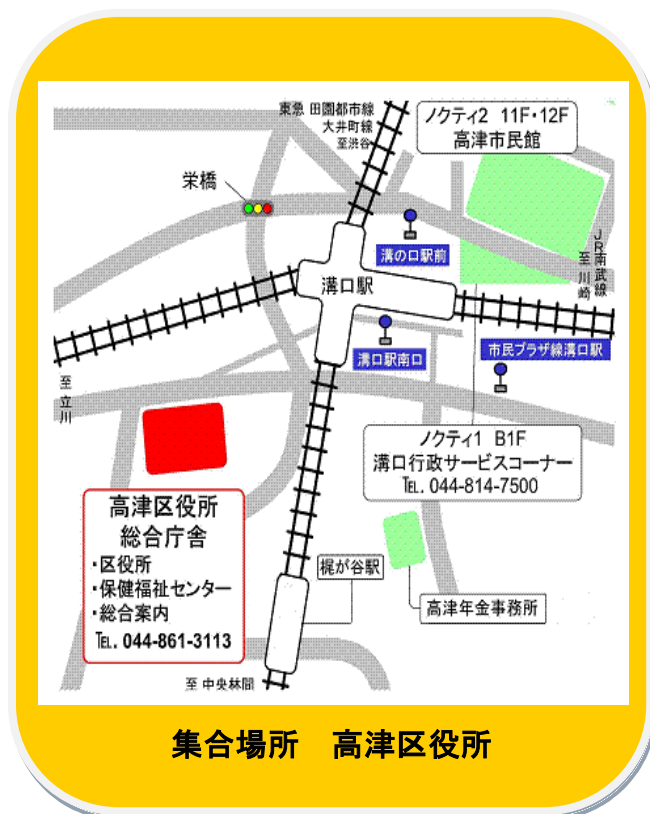 東急 田園都市線
大井町線
至渋谷
ノクティ2 11F・12F
高津市民館
栄橋
溝の口駅前
JR南武線
至 川崎
溝口駅
溝口駅南口
市民プラザ線溝口駅
至 立川
ノクティ1 B1F
溝口行政サービスコーナー
TEL. 044-814-7500
高津区役所
総合庁舎
・区役所
・保健福祉センター
・総合案内
TEL. 044-861-3113
梶が谷駅
高津年金事務所
至 中央林間
集合場所　高津区役所